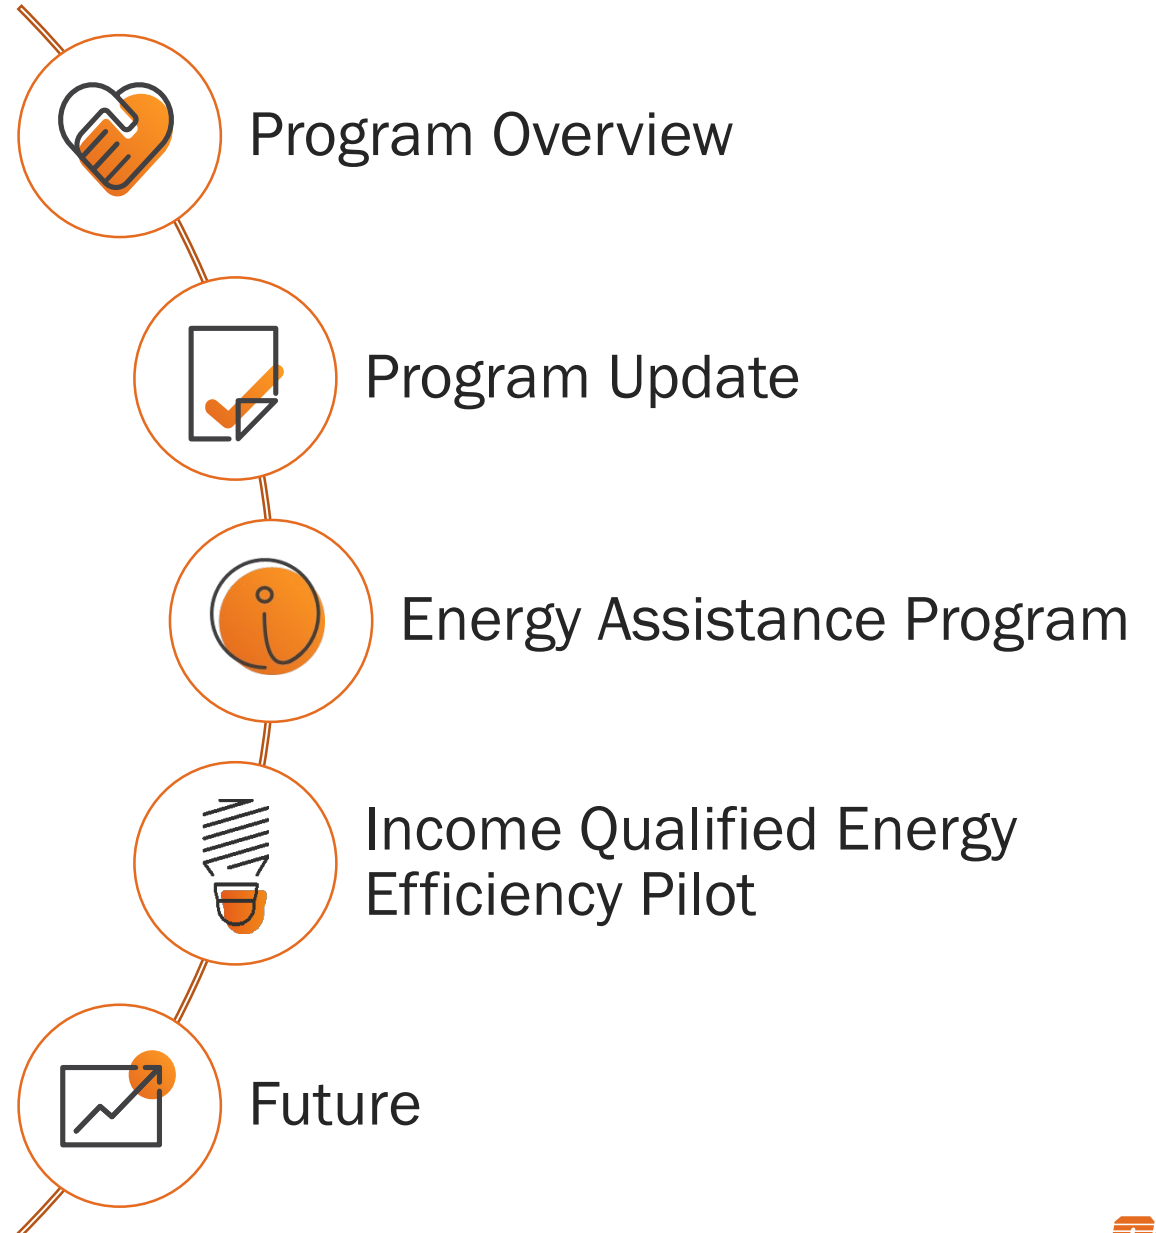 Program Overview
Program Update
Energy Assistance Program
Income Qualified Energy
Efficiency Pilot
Future